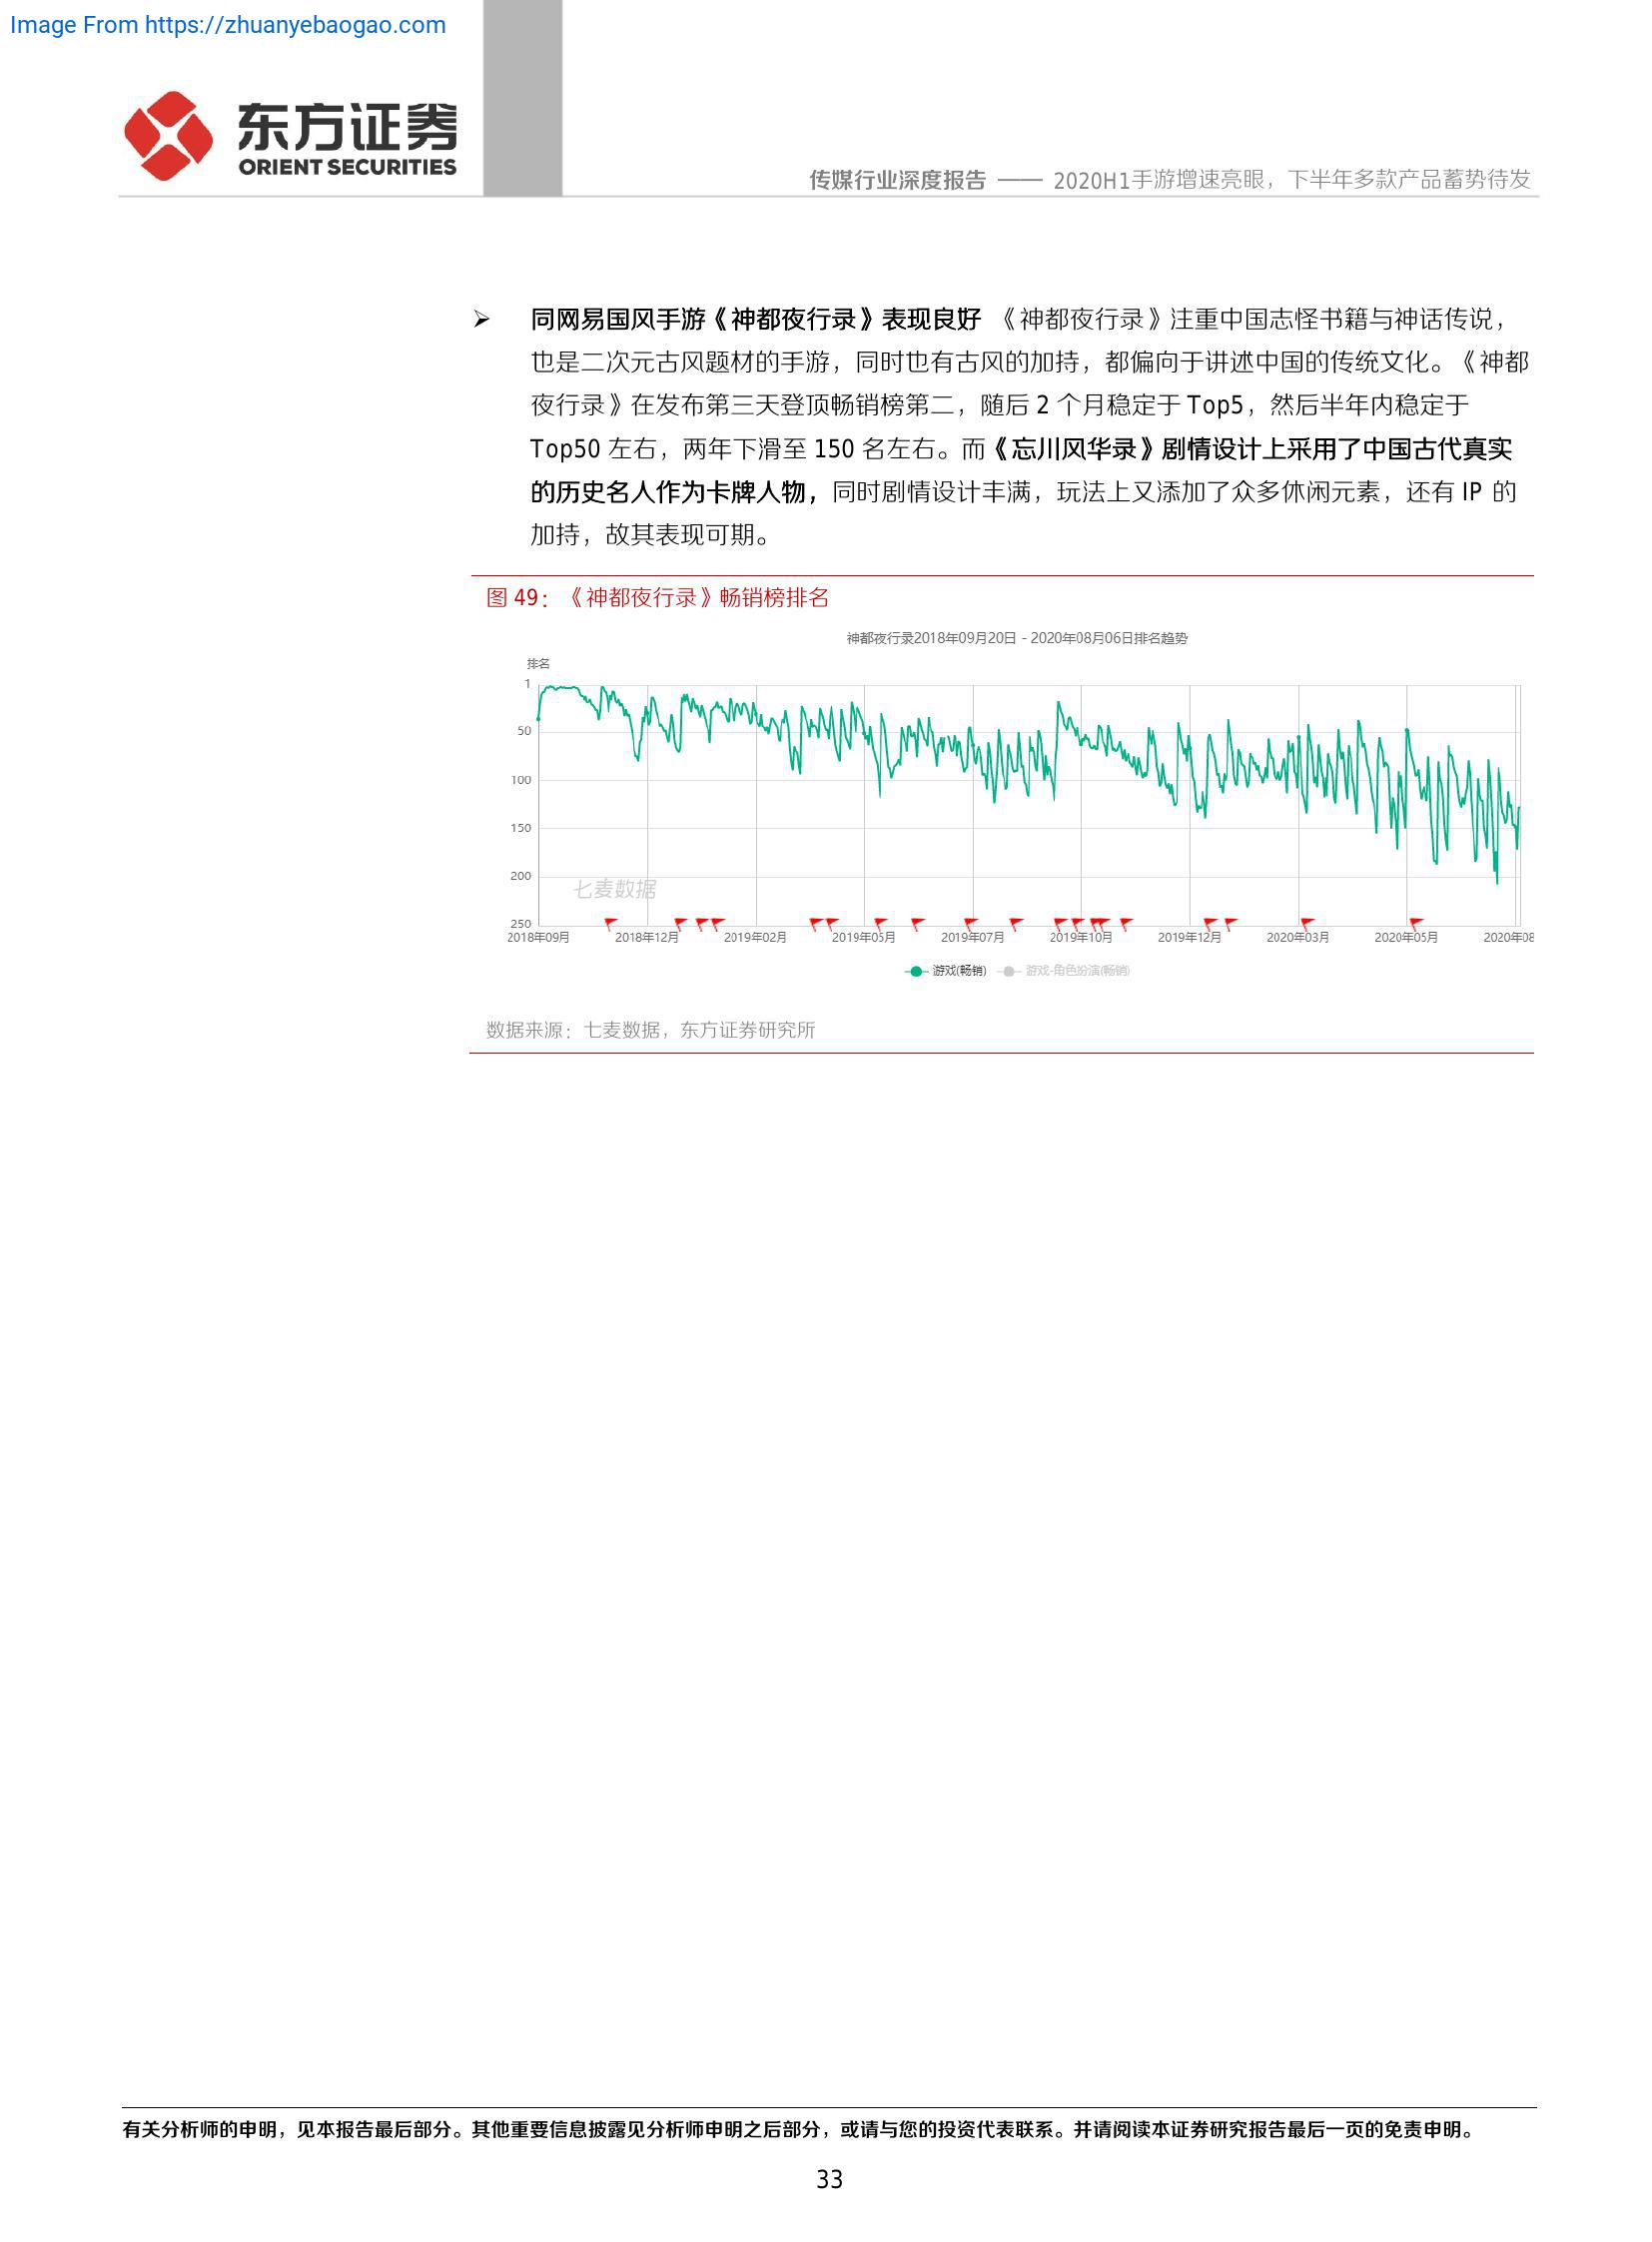 Image From https://zhuanyebaogao.com
东方证券
ORIENT SECURITIES
传媒行业深度报告 —— 2020H1手游增速亮眼，下半年多款产品蓄势待发
➢ 同网易国风手游《神都夜行录》表现良好 《神都夜行录》注重中国志怪书籍与神话传说，
也是二次元古风题材的手游，同时也有古风的加持，都偏向于讲述中国的传统文化。《神都
夜行录》在发布第三天登顶畅销榜第二，随后 2 个月稳定于 Top5，然后半年内稳定于
Top50 左右，两年下滑至 150 名左右。而《忘川风华录》剧情设计上采用了中国古代真实
的历史名人作为卡牌人物，同时剧情设计丰满，玩法上又添加了众多休闲元素，还有 IP 的
加持，故其表现可期。
图 49：《神都夜行录》畅销榜排名
神都夜行录2018年09月20日 - 2020年08月06日排名趋势
排名
1
50
100
150
200
250
七麦数据
2018年09月 2018年12月 2019年02月 2019年05月 2019年07月 2019年10月 2019年12月 2020年03月 2020年05月 2020年08
游戏(畅销) 游戏-角色扮演(畅销)
数据来源：七麦数据，东方证券研究所
有关分析师的申明，见本报告最后部分。其他重要信息披露见分析师申明之后部分，或请与您的投资代表联系。并请阅读本证券研究报告最后一页的免责申明。
33